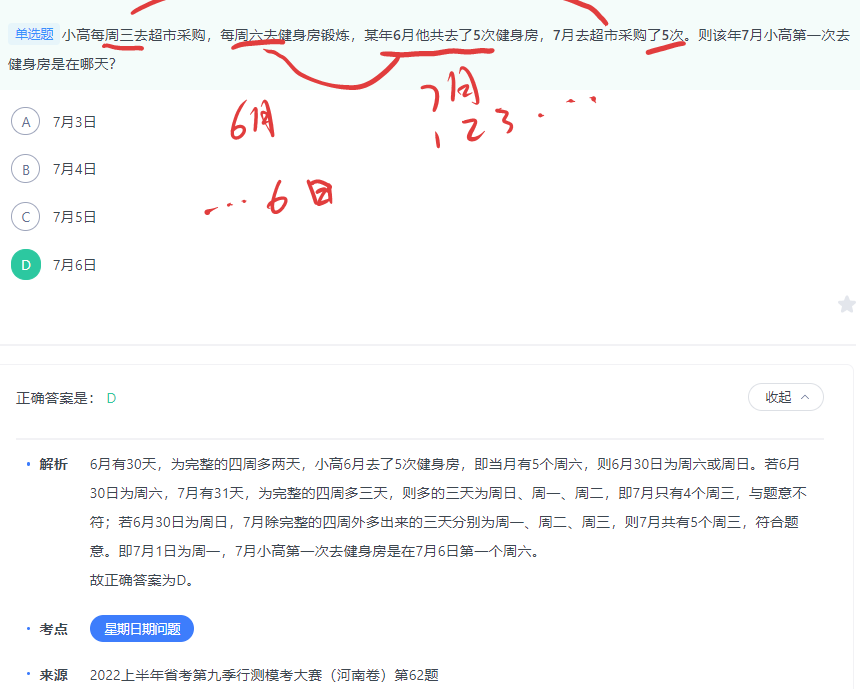 单选题 小高每周三去超市采购，每周六去健身房锻炼，某年6月他共去了5次健身房，7月去超市采购了5次。则该年7月小高第一次去
健身房是在哪天?
7月
6月
1 2 3 . ...
A 7月3日
B 7月4日
... 6日
C 7月5日
D 7月6日
正确答案是： D
收起
解析 6月有30天，为完整的四周多两天，小高6月去了5次健身房，即当月有5个周六，则6月30日为周六或周日。若6月
30日为周六，7月有31天，为完整的四周多三天，则多的三天为周日、周一、周二，即7月只有4个周三，与题意不
符；若6月30日为周日，7月除完整的四周外多出来的三天分别为周一、周二、周三，则7月共有5个周三，符合题
意。即7月1日为周一，7月小高第一次去健身房是在7月6日第一个周六。
故正确答案为D。
考点 星期日期问题
来源 2022上半年省考第九季行测模考大赛（河南卷）第62题